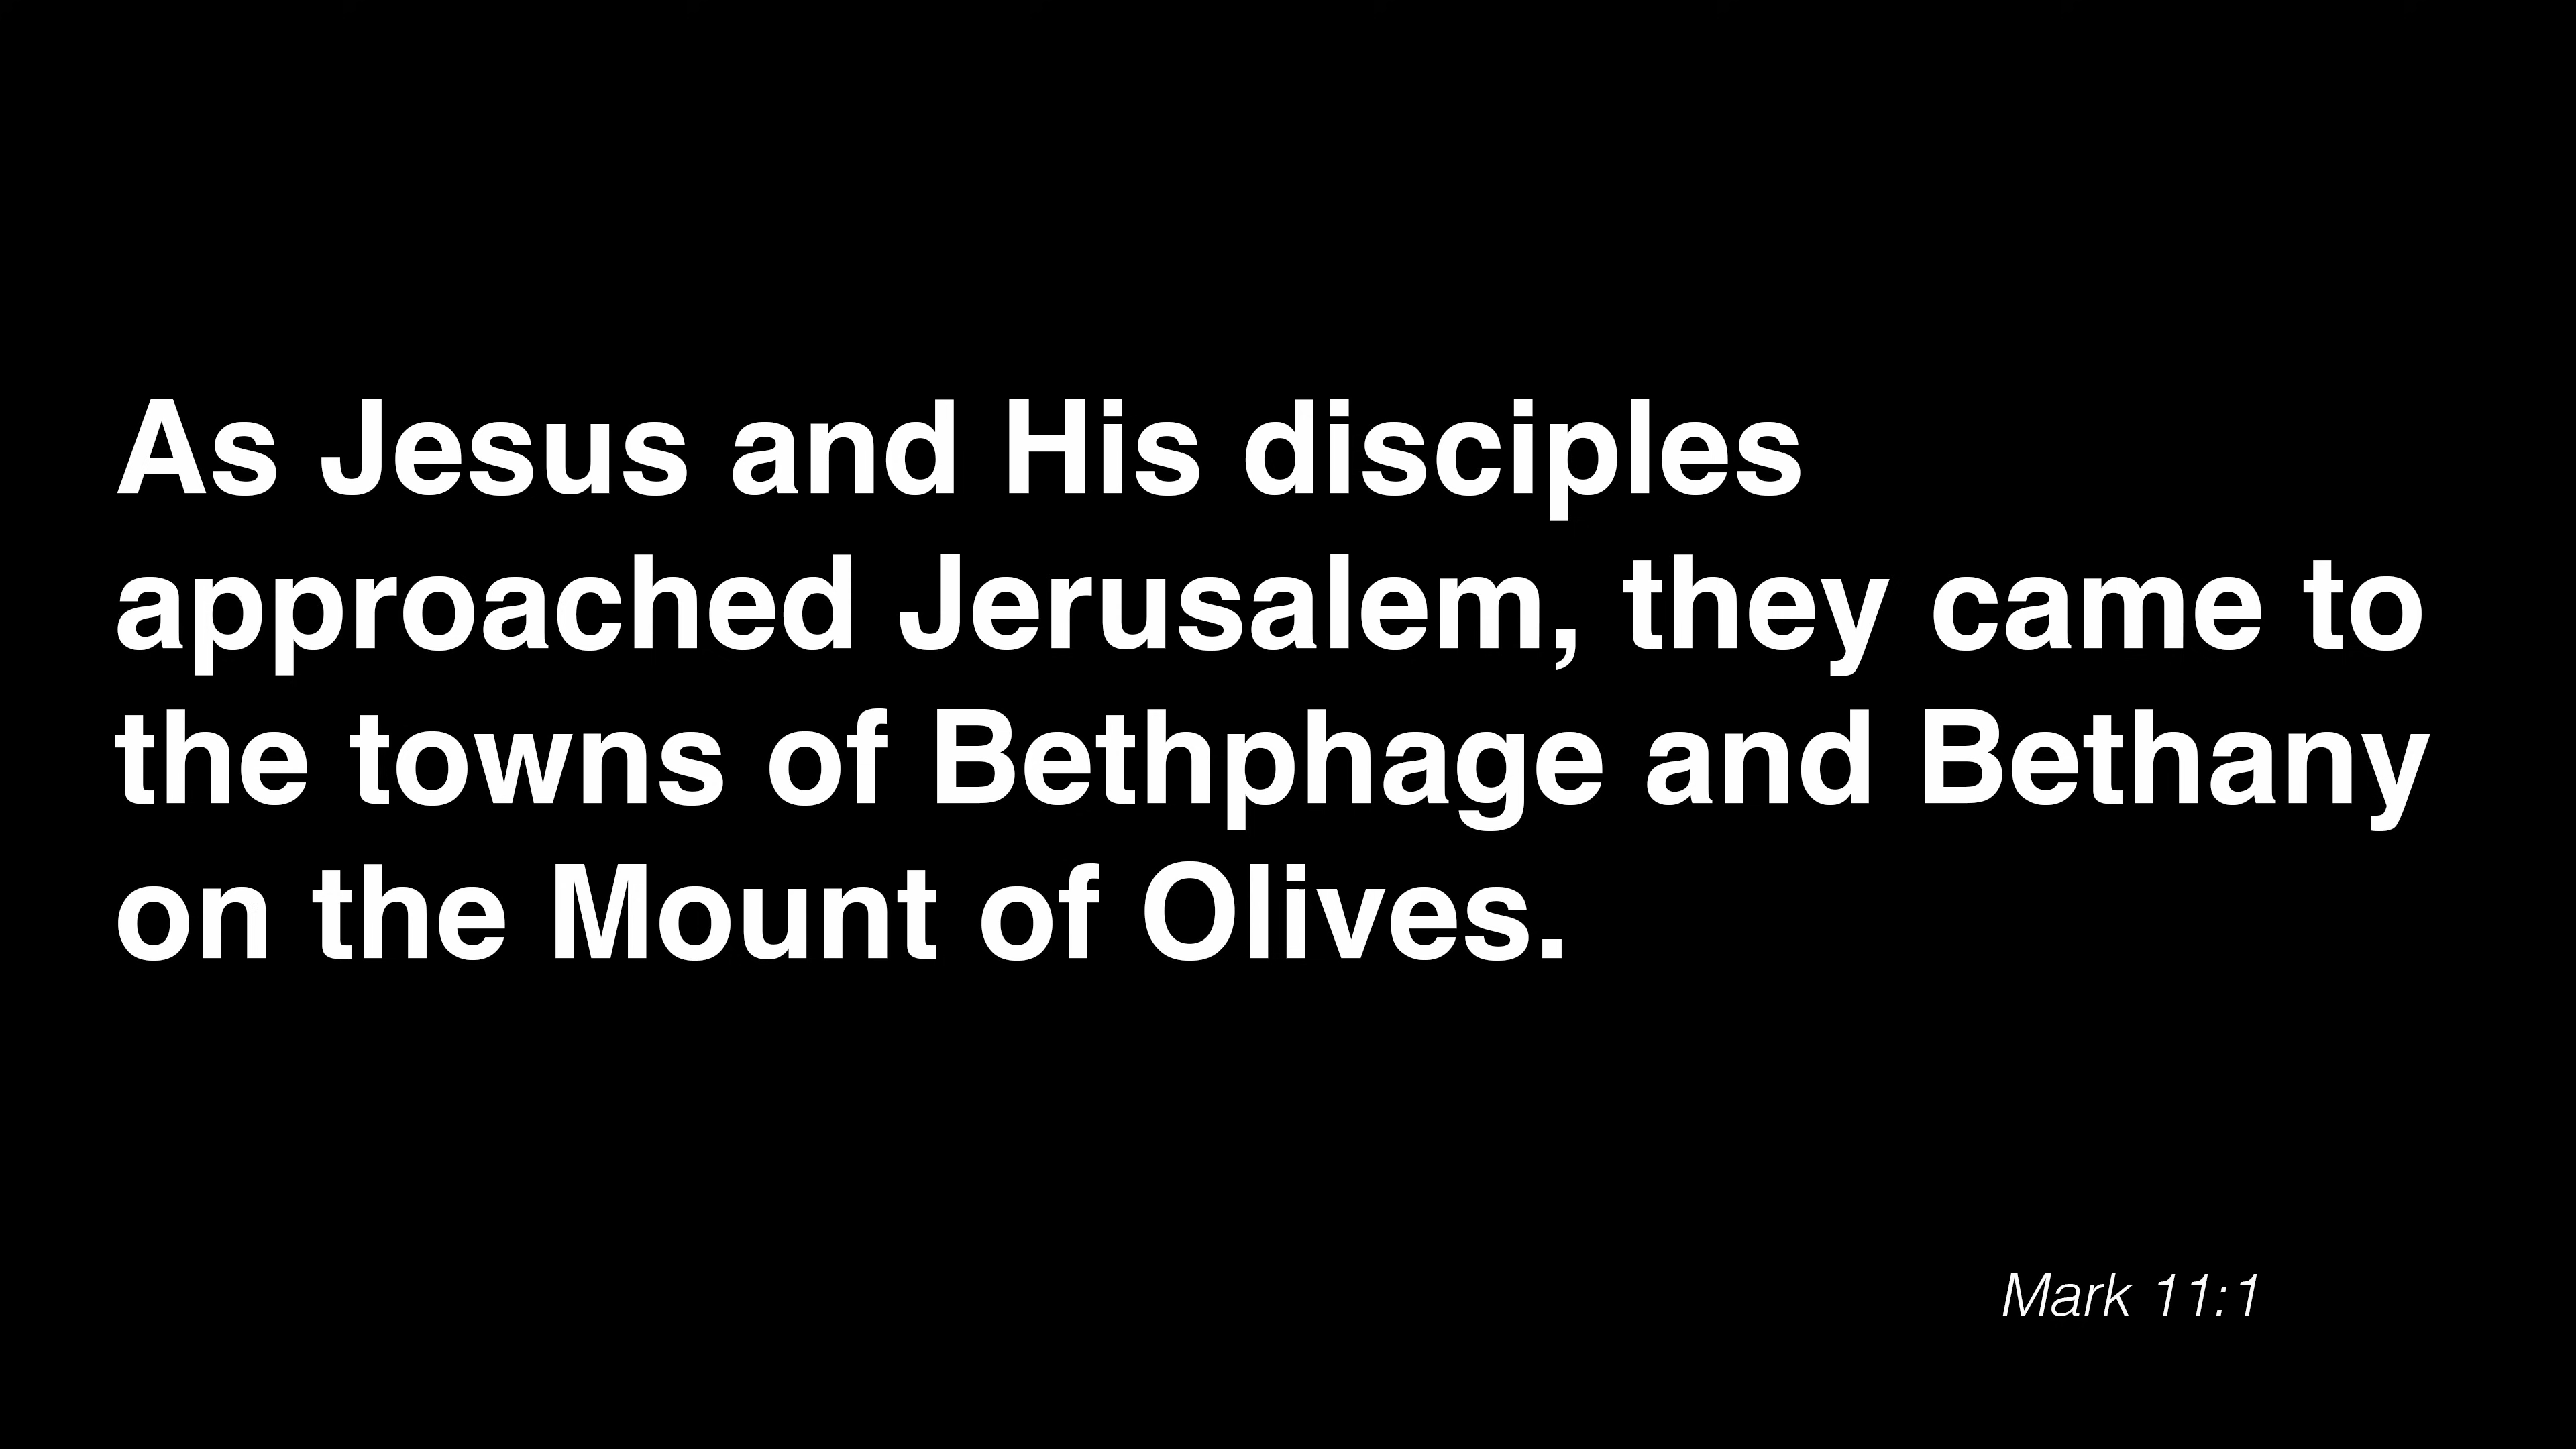 As Jesus and His disciples
approached Jerusalem, they came to
the towns of Bethphage and Bethany
on the Mount of Olives.
Mark 11:1